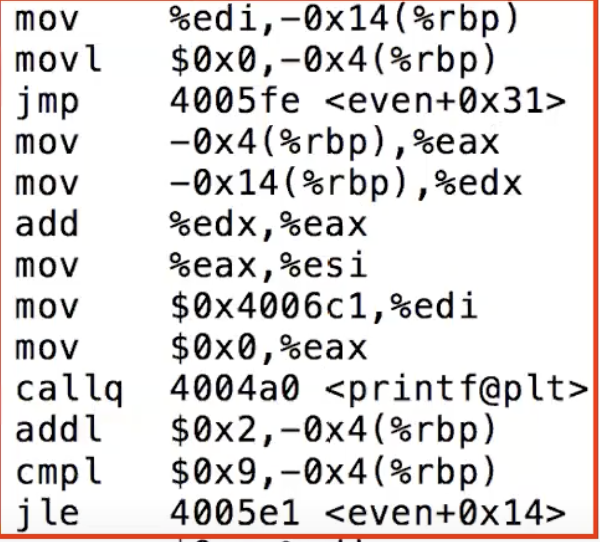 mov %edi,-0x14(%rbp)
movl $0x0,-0x4(%rbp)
jmp 4005fe <even+0x31>
mov -0x4(%rbp),%eax
mov -0x14(%rbp),%edx
add %edx,%eax
mov %eax,%esi
mov $0x4006c1,%edi
mov $0x0,%eax
callq 4004a0 <printf@plt>
addl $0x2,-0x4(%rbp)
cmpl $0x9,-0x4(%rbp)
jle 4005e1 <even+0x14>